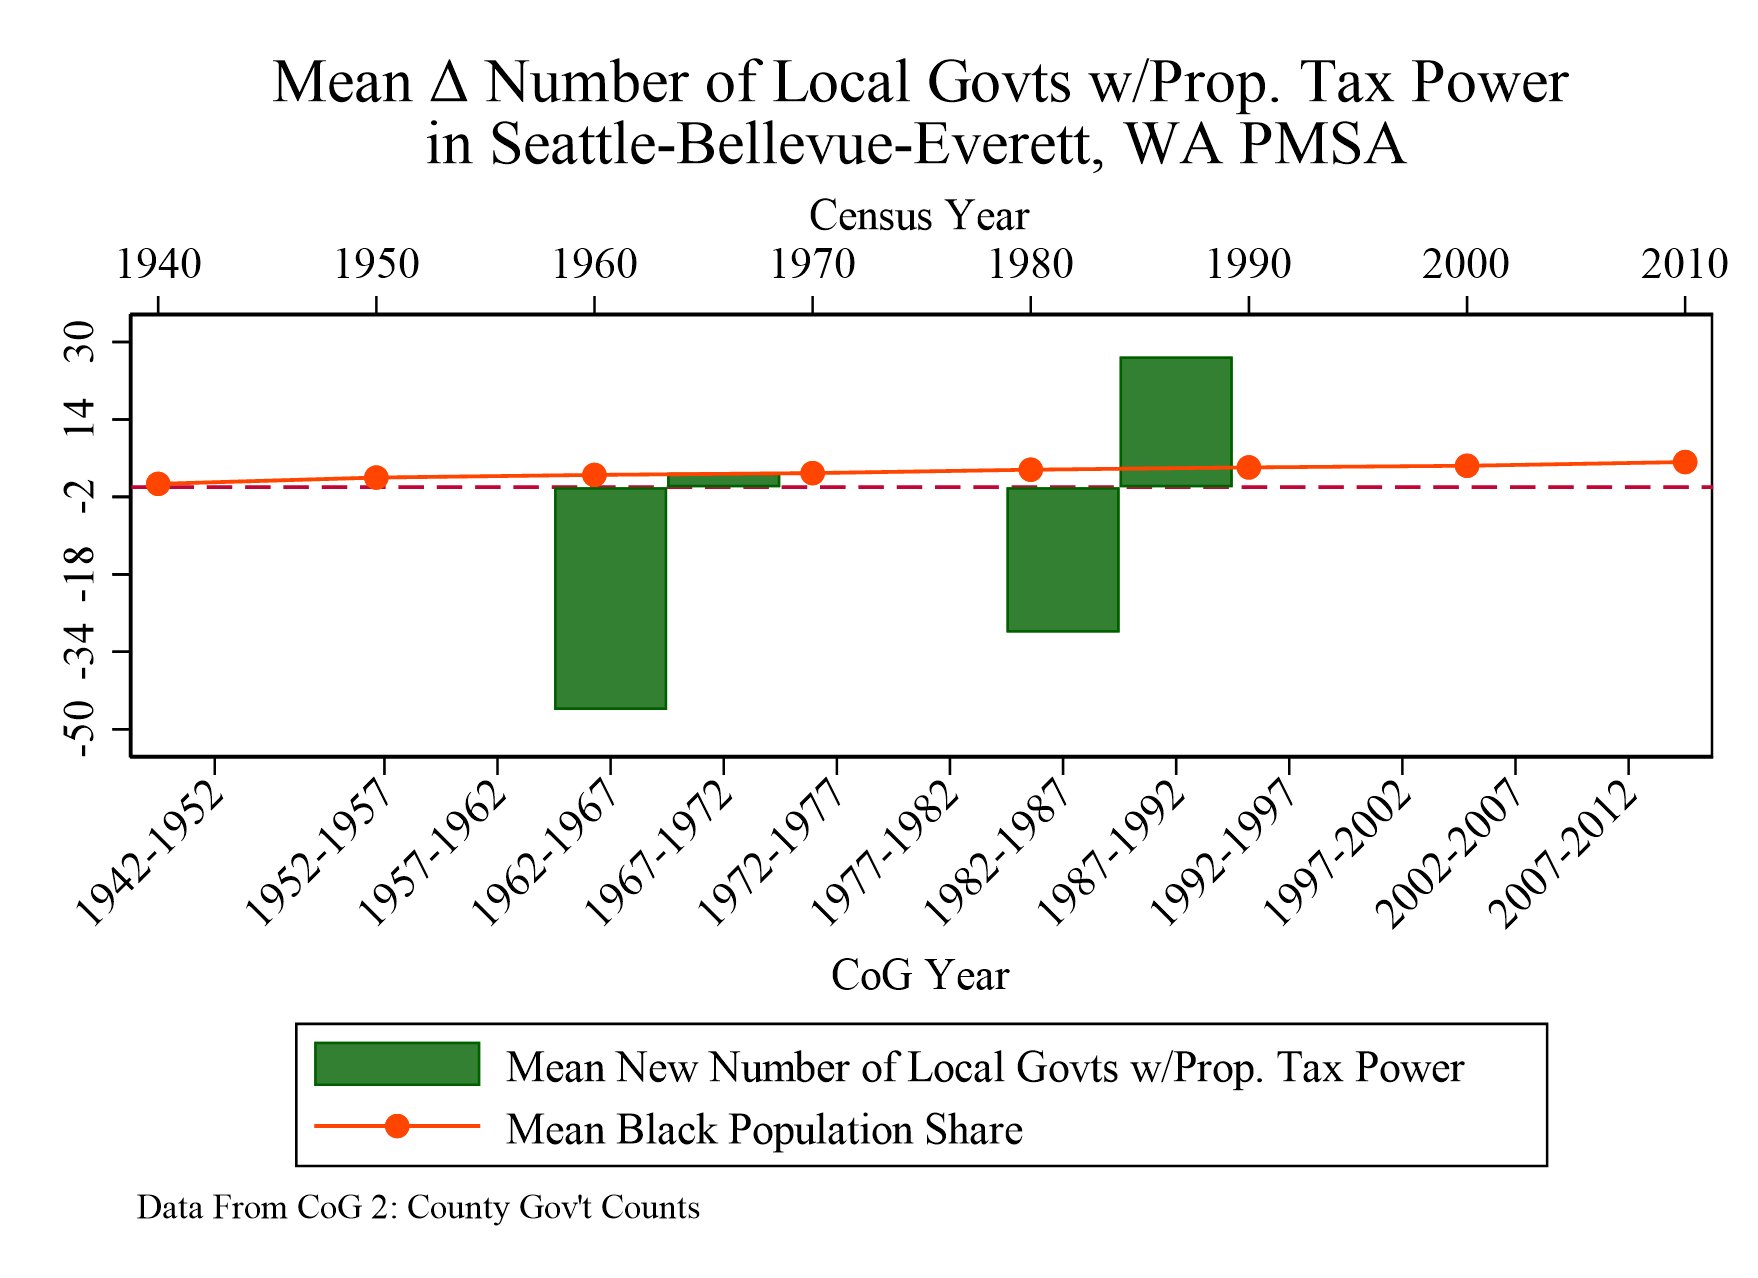 Mean Δ Number of Local Govts w/Prop. Tax Power
in Seattle-Bellevue-Everett, WA PMSA
Census Year
1940 1950 1960 1970 1980 1990 2000 2010
30
14
-2
-18
-34
-50
1942-1952 1952-1957 1957-1962 1962-1967 1967-1972 1972-1977 1977-1982 1982-1987 1987-1992 1992-1997 1997-2002 2002-2007 2007-2012
CoG Year
Mean New Number of Local Govts w/Prop. Tax Power
Mean Black Population Share
Data From CoG 2: County Gov't Counts